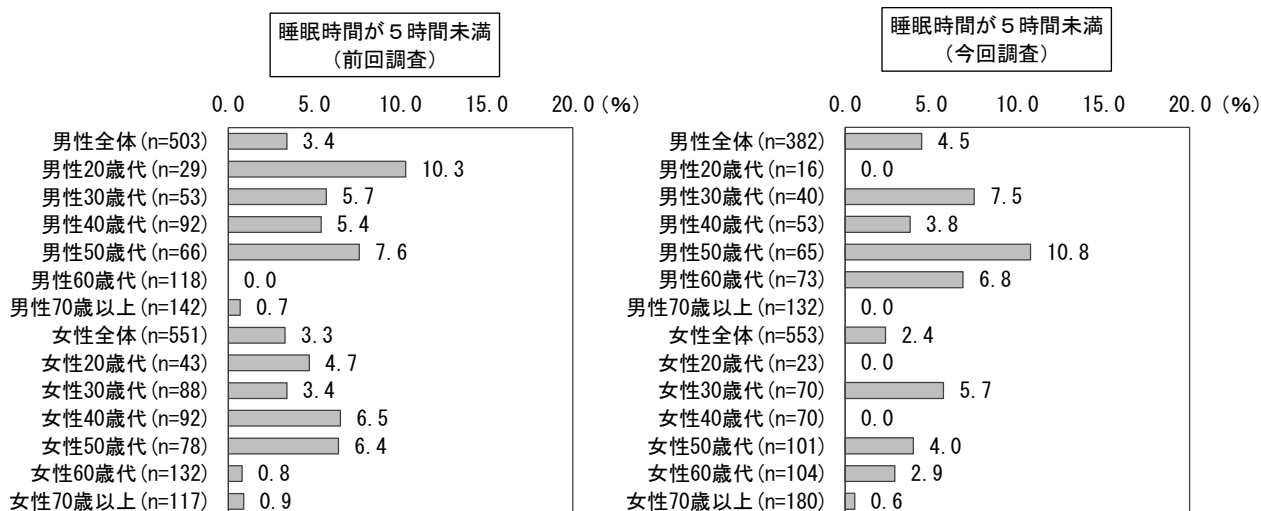 睡眠時間が５時間未満
（前回調査）
0.0 5.0 10.0 15.0 20.0 (%)
男性全体(n=503) 3.4
男性20歳代(n=29) 10.3
男性30歳代(n=53) 5.7
男性40歳代(n=92) 5.4
男性50歳代(n=66) 7.6
男性60歳代(n=118) 0.0
男性70歳以上(n=142) 0.7
女性全体(n=551) 3.3
女性20歳代(n=43) 4.7
女性30歳代(n=88) 3.4
女性40歳代(n=92) 6.5
女性50歳代(n=78) 6.4
女性60歳代(n=132) 0.8
女性70歳以上(n=117) 0.9
睡眠時間が５時間未満
（今回調査）
0.0 5.0 10.0 15.0 20.0 (%)
男性全体(n=382) 4.5
男性20歳代(n=16) 0.0
男性30歳代(n=40) 7.5
男性40歳代(n=53) 3.8
男性50歳代(n=65) 10.8
男性60歳代(n=73) 6.8
男性70歳以上(n=132) 0.0
女性全体(n=553) 2.4
女性20歳代(n=23) 0.0
女性30歳代(n=70) 5.7
女性40歳代(n=70) 0.0
女性50歳代(n=101) 4.0
女性60歳代(n=104) 2.9
女性70歳以上(n=180) 0.6